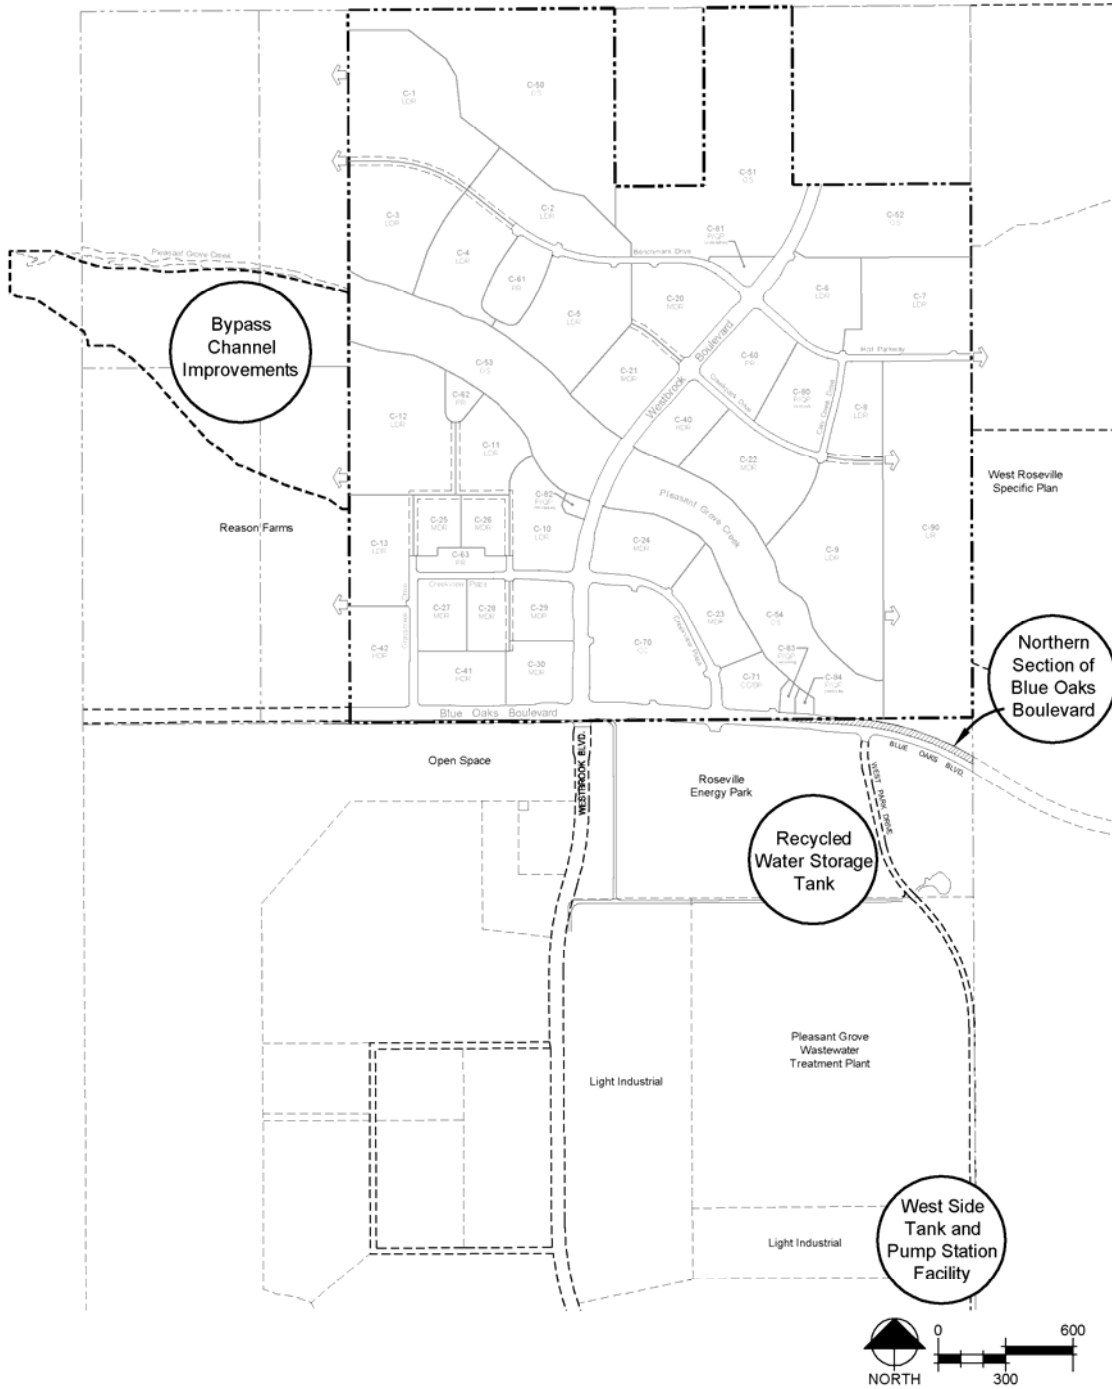 C-1
LDR
C-50
OS
C-51
OS
C-52
OS
C-2
LDR
C-3
LDR
C-81
P/QP
C-4
LDR
Benchmark Drive
Pleasant Grove Creek
C-61
PR
C-20
MDR
C-6
LDR
C-7
LDR
C-5
LDR
Bypass
Channel
Improvements
Westbrook Boulevard
Holt Parkway
C-53
OS
C-21
MDR
C-60
PR
C-80
P/QP
C-62
PR
C-8
LDR
C-12
LDR
C-40
HDR
C-11
LDR
C-22
MDR
West Roseville
Specific Plan
C-82
P/QP
Pleasant Grove Creek
Reason Farms
C-25
MDR
C-26
MDR
C-10
LDR
C-90
UR
C-13
LDR
C-24
MDR
C-9
LDR
C-63
PR
Creekview Plaza
C-27
MDR
C-28
MDR
C-29
MDR
C-23
MDR
C-54
OS
C-42
HDR
C-70
CC
Creekview Plaza
C-83
P/QP
Northern
Section of
Blue Oaks
Boulevard
C-41
HDR
C-30
MDR
C-71
CC/BP
C-84
P/QP
Blue Oaks Boulevard
WESTBROOK BLVD.
BLUE OAKS BLVD.
Open Space
Roseville
Energy Park
WEST PARK DRIVE
Recycled
Water Storage
Tank
Pleasant Grove
Wastewater
Treatment Plant
Light Industrial
West Side
Tank and
Pump Station
Facility
Light Industrial
0
600
NORTH
300